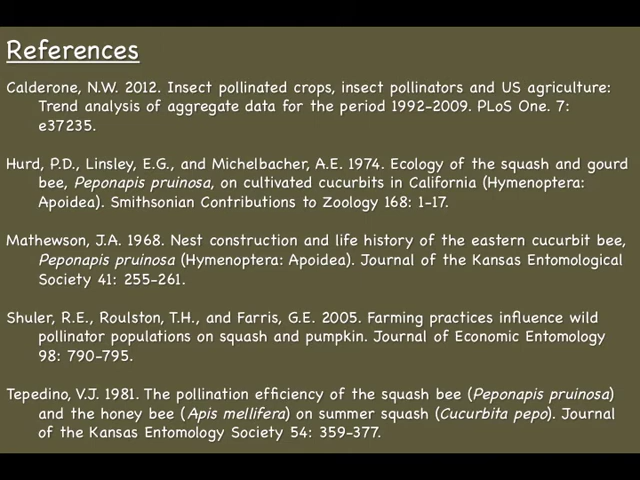 References
Calderone, N.W. 2012. Insect pollinated crops, insect pollinators and US agriculture:
Trend analysis of aggregate data for the period 1992-2009. PLoS One. 7:
e37235.
Hurd, P.D., Linsley, E.G., and Michelbacher, A.E. 1974. Ecology of the squash and gourd
bee, Peponapis pruinosa, on cultivated cucurbits in California (Hymenoptera:
Apoidea). Smithsonian Contributions to Zoology 168: 1-17.
Mathewson, J.A. 1968. Nest construction and life history of the eastern cucurbit bee,
Peponapis pruinosa (Hymenoptera: Apoidea). Journal of the Kansas Entomological
Society 41: 255-261.
Shuler, R.E., Roulston, T.H., and Farris, G.E. 2005. Farming practices influence wild
pollinator populations on squash and pumpkin. Journal of Economic Entomology
98: 790-795.
Tepedino, V.J. 1981. The pollination efficiency of the squash bee (Peponapis pruinosa)
and the honey bee (Apis mellifera) on summer squash (Cucurbita pepo). Journal
of the Kansas Entomology Society 54: 359-377.